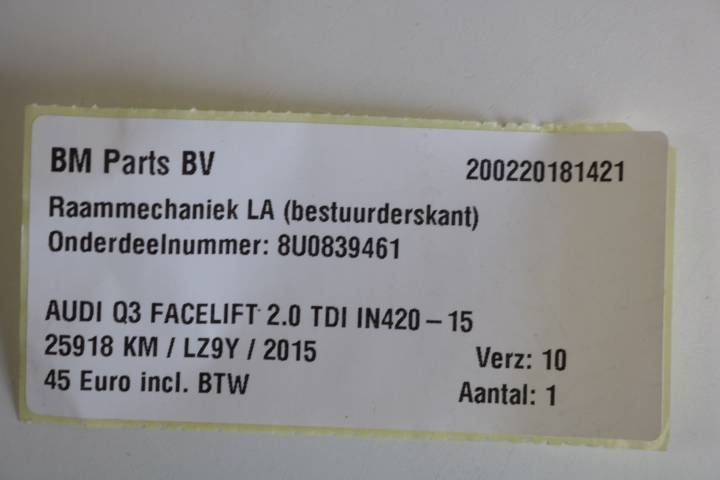 BM Parts BV 200220181421
Raammechaniek LA (bestuurderskant)
Onderdeelnummer: 8U0839461
AUDI Q3 FACELIFT 2.0 TDI IN420 – 15
25918 KM / LZ9Y / 2015 Verz: 10
45 Euro incl. BTW Aantal: 1